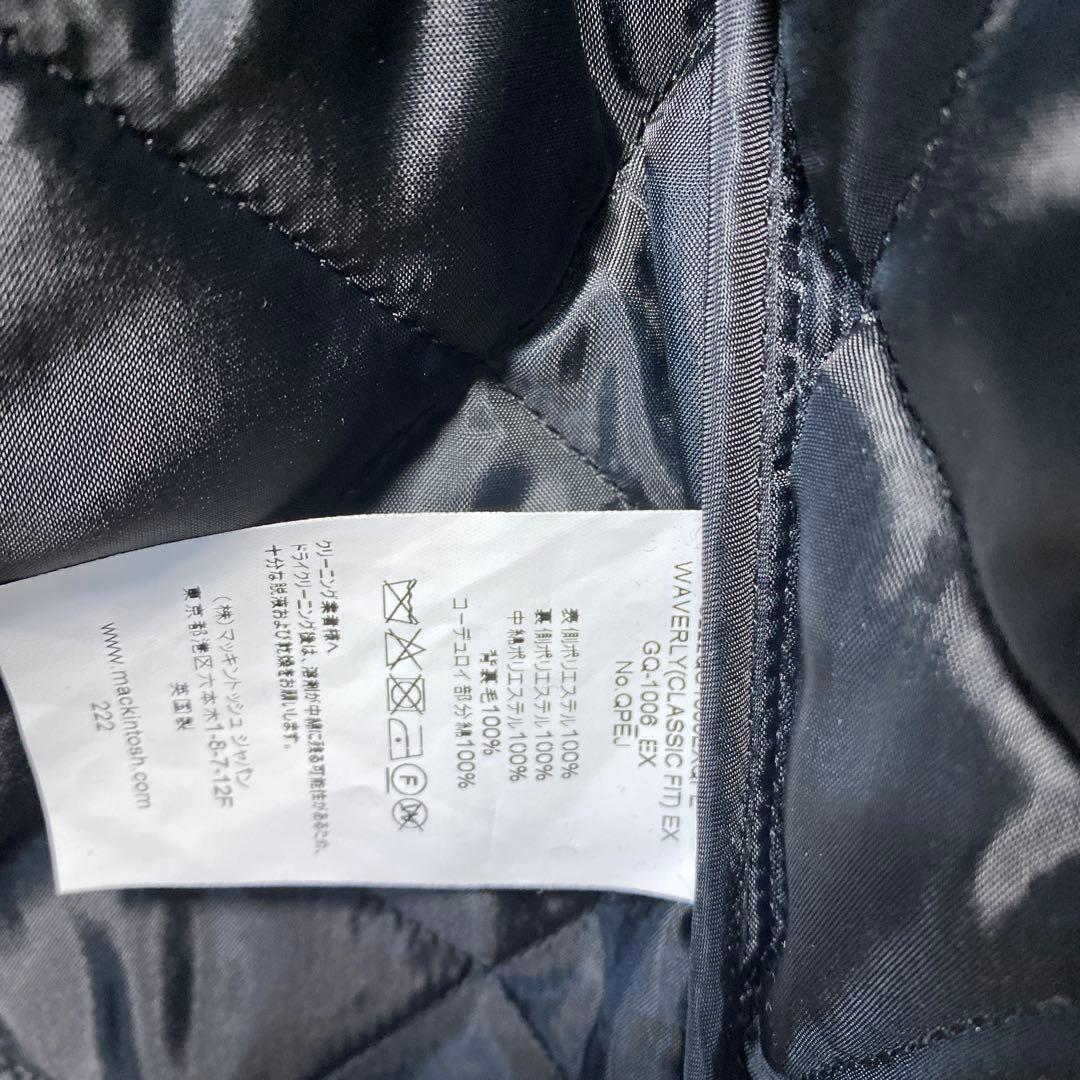 WAVERLY(CLASSIC FIT) EX
GQ-1006_EX
No.QPEJ
表側ポリエステル100%
裏側ポリエステル100%
中綿ポリエステル100%
背裏毛100%
コーデュロイ部分綿100%
F
W
クリーニング業者様へ
ドライクリーニング後は、溶剤が中綿に残る可能性があるため、
十分な脱液および乾燥をお願いします。
(株)マッキントッシュ ジャパン
東京都港区六本木1-8-7-12F
英国製
www.mackintosh.com
222